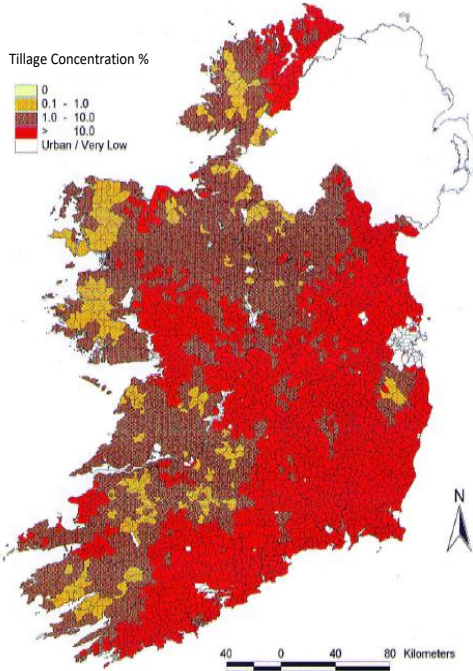 Tillage Concentration %
0
0.1 - 1.0
1.0 - 10.0
> 10.0
Urban / Very Low
N
40 0 40 80 Kilometers